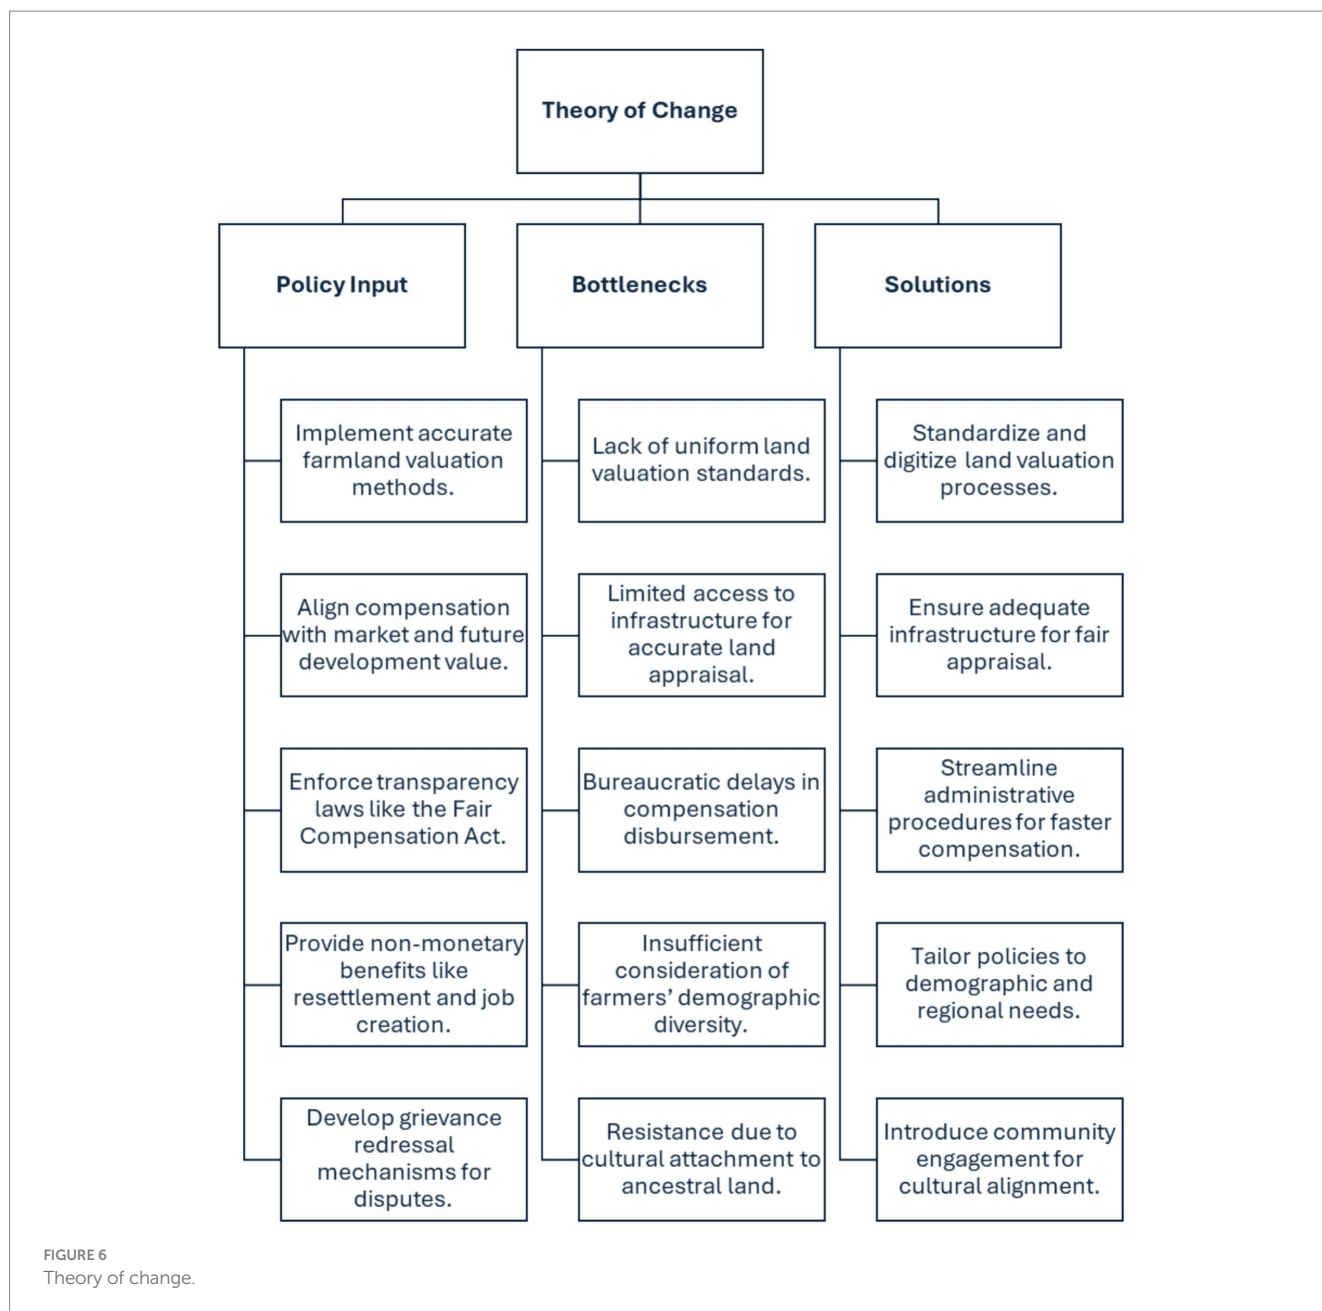 Theory of Change
Policy Input
Bottlenecks
Solutions
Implement accurate
farmland valuation
methods.
Lack of uniform land
valuation standards.
Standardize and
digitize land valuation
processes.
Align compensation
with market and future
development value.
Limited access to
infrastructure for
accurate land
appraisal.
Ensure adequate
infrastructure for fair
appraisal.
Enforce transparency
laws like the Fair
Compensation Act.
Bureaucratic delays in
compensation
disbursement.
Streamline
administrative
procedures for faster
compensation.
Provide non-monetary
benefits like
resettlement and job
creation.
Insufficient
consideration of
farmers’ demographic
diversity.
Tailor policies to
demographic and
regional needs.
Develop grievance
redressal
mechanisms for
disputes.
Resistance due to
cultural attachment to
ancestral land.
Introduce community
engagement for
cultural alignment.
FIGURE 6
Theory of change.